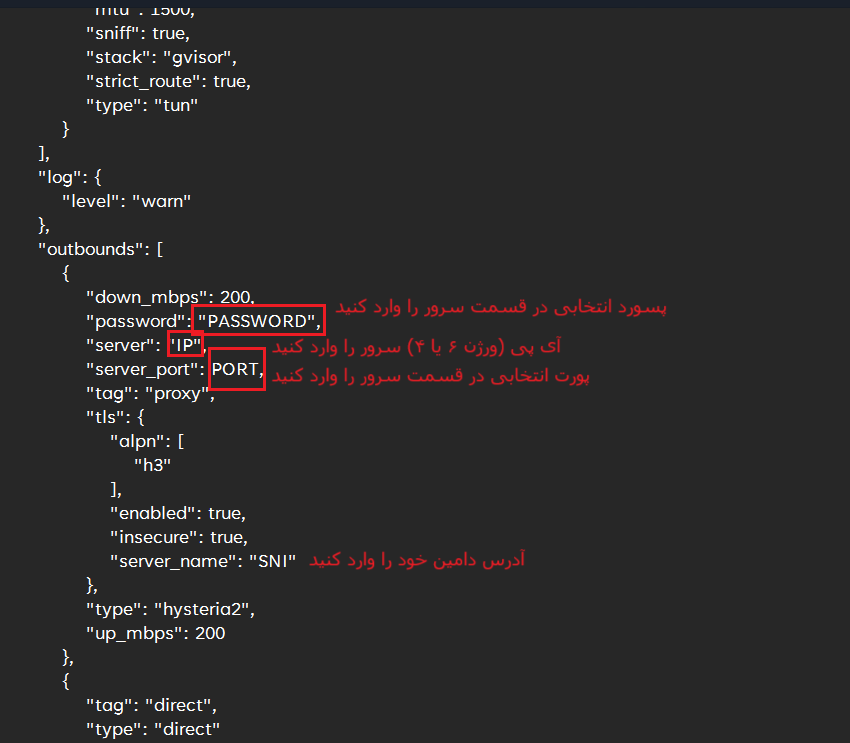 "mtu": 1500,
"sniff": true,
"stack": "gvisor",
"strict_route": true,
"type": "tun"
}
],
"log": {
"level": "warn"
},
"outbounds": [
{
"down_mbps": 200,
"password": "PASSWORD", پسورد انتخابی در قسمت سرور را وارد کنید
"server": "IP", آی پی (ورژن ۶ یا ۴) سرور را وارد کنید
"server_port": PORT, پورت انتخابی در قسمت سرور را وارد کنید
"tag": "proxy",
"tls": {
"alpn": [
"h3"
],
"enabled": true,
"insecure": true,
"server_name": "SNI" آدرس دامین خود را وارد کنید
},
"type": "hysteria2",
"up_mbps": 200
},
{
"tag": "direct",
"type": "direct"